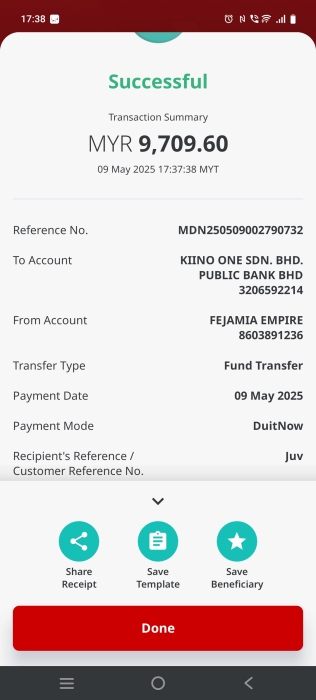 17:38
Successful
Transaction Summary
MYR 9,709.60
09 May 2025 17:37:38 MYT
Reference No. MDN250509002790732
To Account KIINO ONE SDN. BHD.
PUBLIC BANK BHD
3206592214
From Account FEJAMIA EMPIRE
8603891236
Transfer Type Fund Transfer
Payment Date 09 May 2025
Payment Mode DuitNow
Recipient's Reference / Juv
Customer Reference No.
Share Receipt
Save Template
Save Beneficiary
Done